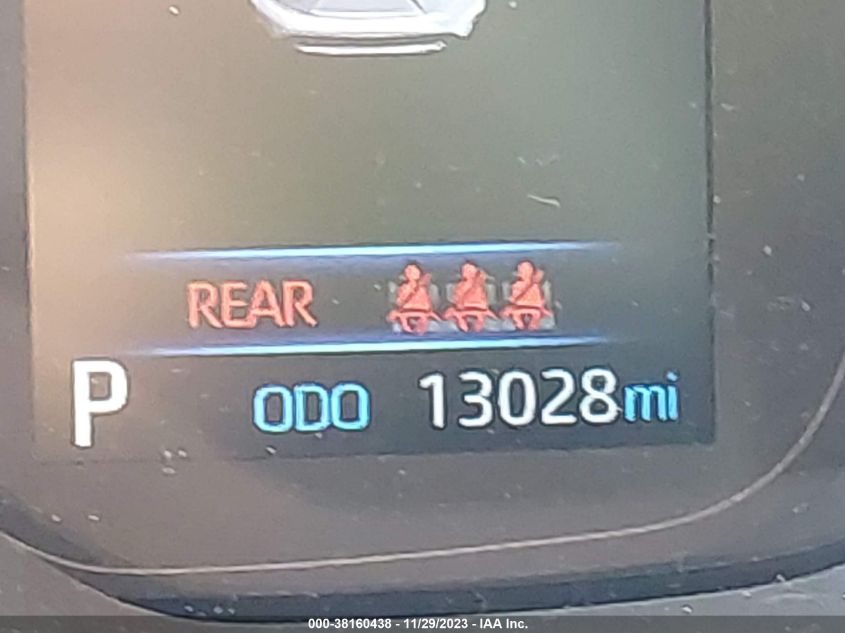 REAR
P ODO 13028mi
000-38160438 - 11/29/2023 - IAA Inc.